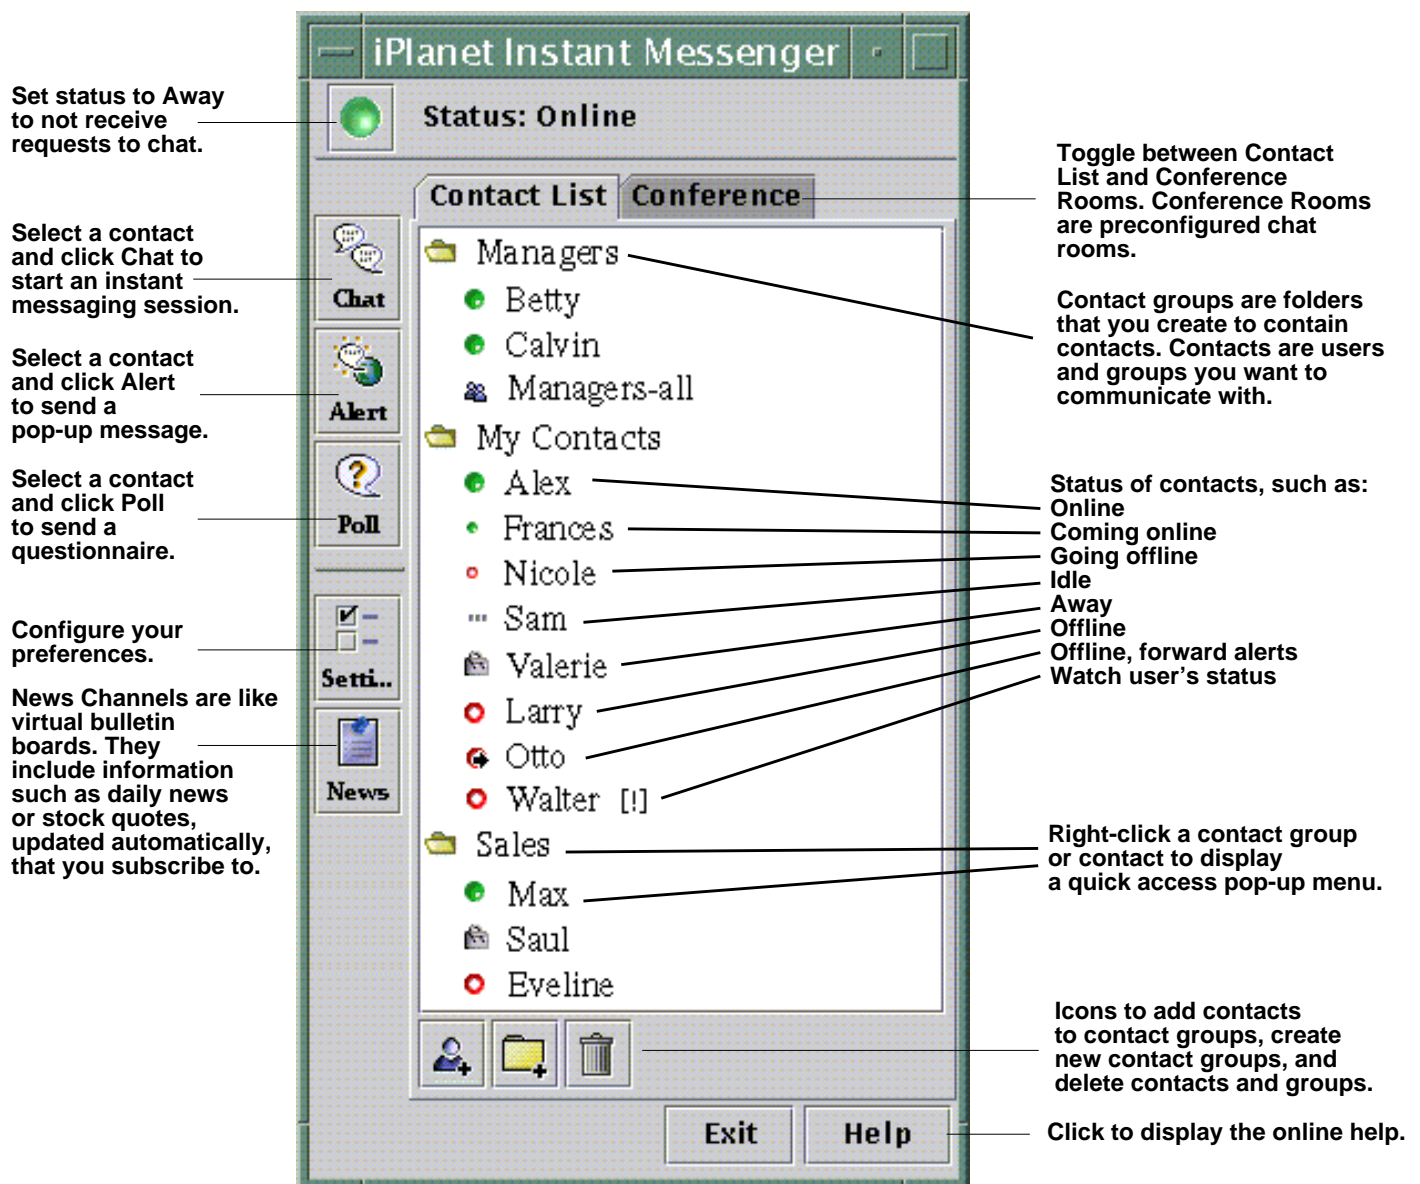 iPlanet Instant Messenger
Set status to Away
to not receive
requests to chat.
Status: Online
Contact List
Conference
Toggle between Contact
List and Conference
Rooms. Conference Rooms
are preconfigured chat
rooms.
Select a contact
and click Chat to
start an instant
messaging session.
Chat
Select a contact
and click Alert
to send a
pop-up message.
Alert
Select a contact
and click Poll
to send a
questionnaire.
Poll
Configure your
preferences.
Setti...
News Channels are like
virtual bulletin
boards. They
include information
such as daily news
or stock quotes,
updated automatically,
that you subscribe to.
News
Managers
Betty
Calvin
Managers-all
My Contacts
Alex
Frances
Nicole
Sam
Valerie
Larry
Otto
Walter [!]
Sales
Max
Saul
Eveline
Contact groups are folders
that you create to contain
contacts. Contacts are users
and groups you want to
communicate with.
Status of contacts, such as:
Online
Coming online
Going offline
Idle
Away
Offline
Offline, forward alerts
Watch user's status
Right-click a contact group
or contact to display
a quick access pop-up menu.
Icons to add contacts
to contact groups, create
new contact groups, and
delete contacts and groups.
Exit
Help
Click to display the online help.